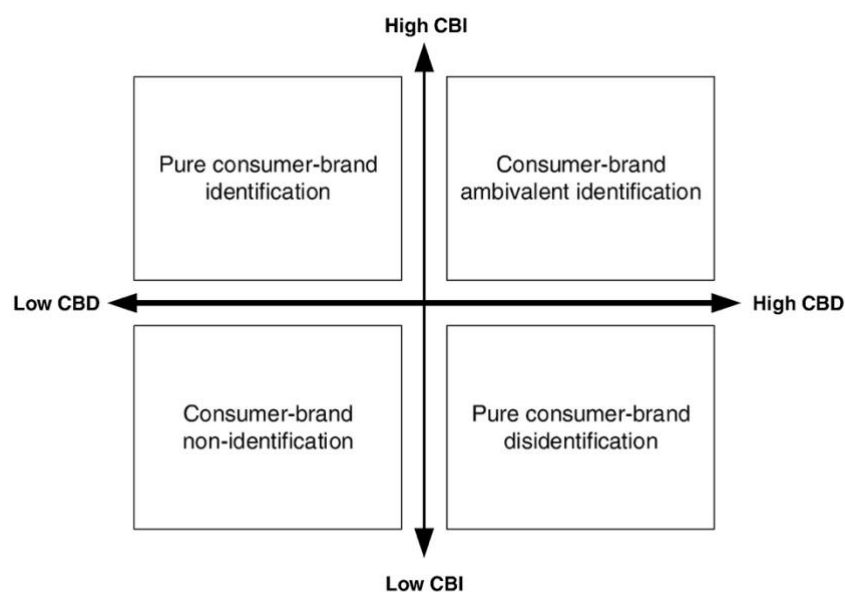 High CBI
Pure consumer-brand
identification
Consumer-brand
ambivalent identification
Low CBD
High CBD
Consumer-brand
non-identification
Pure consumer-brand
disidentification
Low CBI